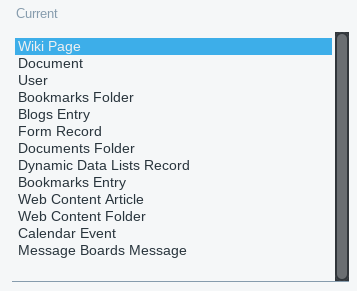 Current
Wiki Page
Document
User
Bookmarks Folder
Blogs Entry
Form Record
Documents Folder
Dynamic Data Lists Record
Bookmarks Entry
Web Content Article
Web Content Folder
Calendar Event
Message Boards Message